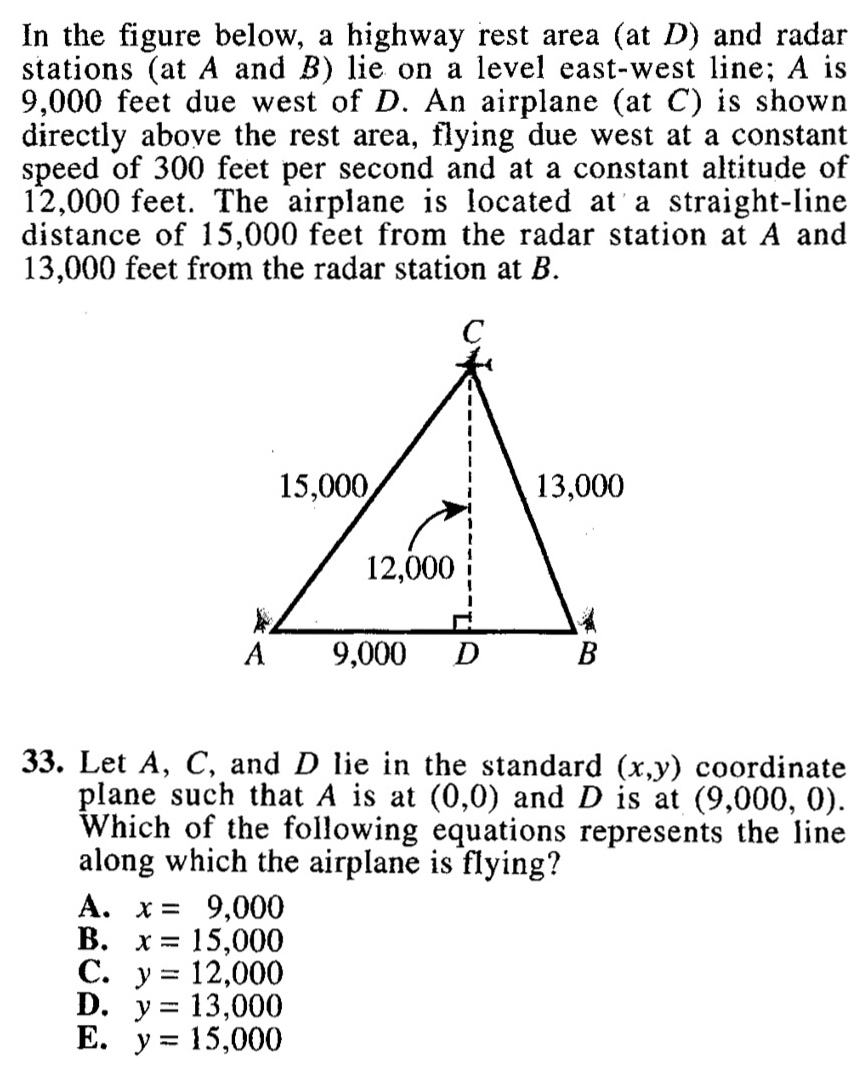 In the figure below, a highway rest area (at D) and radar
stations (at A and B) lie on a level east-west line; A is
9,000 feet due west of D. An airplane (at C) is shown
directly above the rest area, flying due west at a constant
speed of 300 feet per second and at a constant altitude of
12,000 feet. The airplane is located at a straight-line
distance of 15,000 feet from the radar station at A and
13,000 feet from the radar station at B.
C
15,000
13,000
12,000
A
9,000
D
B
33. Let A, C, and D lie in the standard (x,y) coordinate
plane such that A is at (0,0) and D is at (9,000, 0).
Which of the following equations represents the line
along which the airplane is flying?
A. x = 9,000
B. x = 15,000
C. y = 12,000
D. y = 13,000
E. y = 15,000